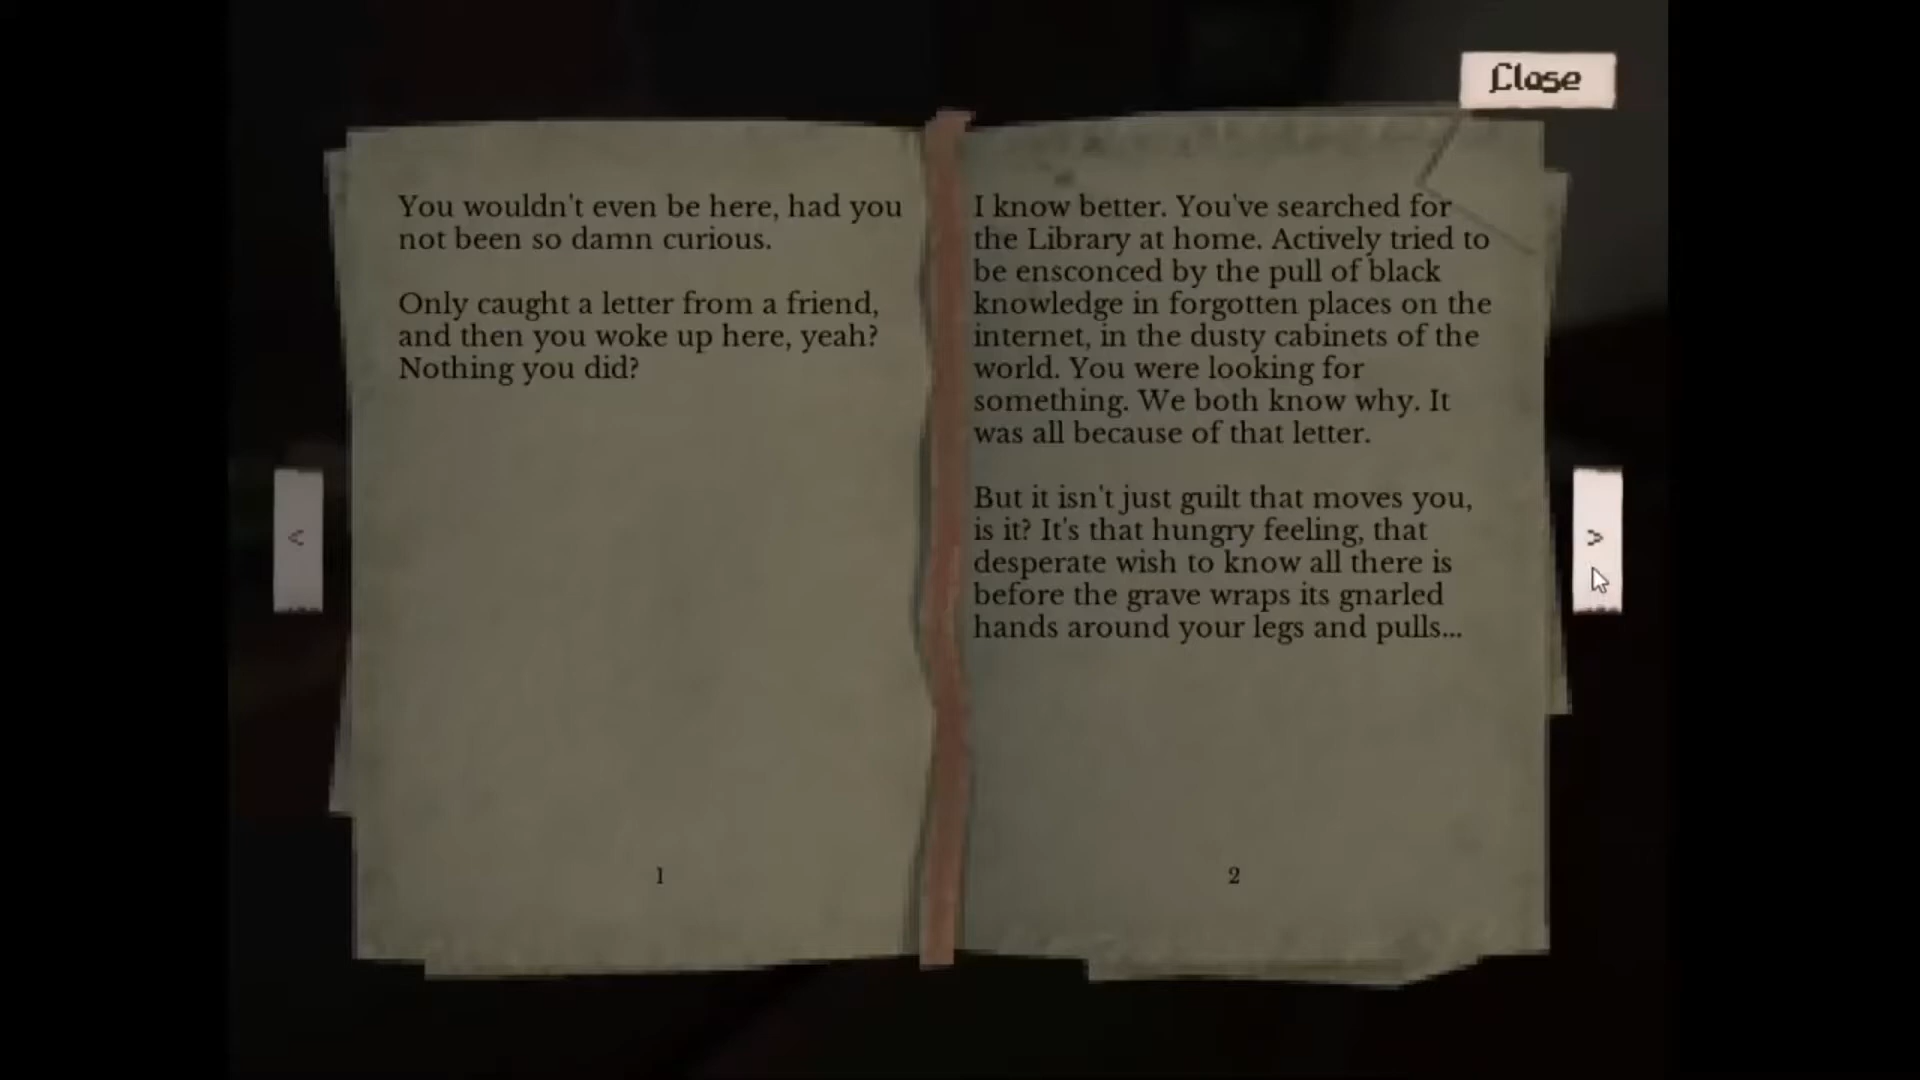 Close
You wouldn't even be here, had you
not been so damn curious.
Only caught a letter from a friend,
and then you woke up here, yeah?
Nothing you did?
1
I know better. You've searched for
the Library at home. Actively tried to
be ensconced by the pull of black
knowledge in forgotten places on the
internet, in the dusty cabinets of the
world. You were looking for
something. We both know why. It
was all because of that letter.
But it isn't just guilt that moves you,
is it? It's that hungry feeling, that
desperate wish to know all there is
before the grave wraps its gnarled
hands around your legs and pulls...
2
<
>